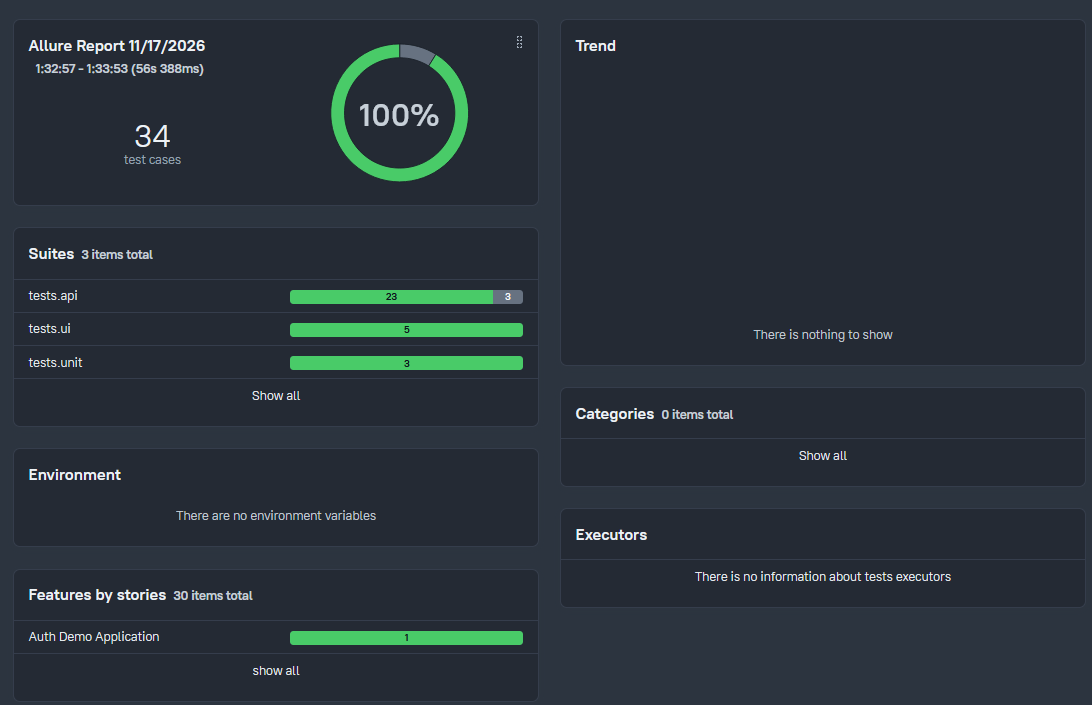 Allure Report 11/17/2026
1:32:57 - 1:33:53 (56s 388ms)
34
test cases
100%
Suites 3 items total
tests.api 23 3
tests.ui 5
tests.unit 3
Show all
Environment
There are no environment variables
Features by stories 30 items total
Auth Demo Application 1
show all
Trend
There is nothing to show
Categories 0 items total
Show all
Executors
There is no information about tests executors